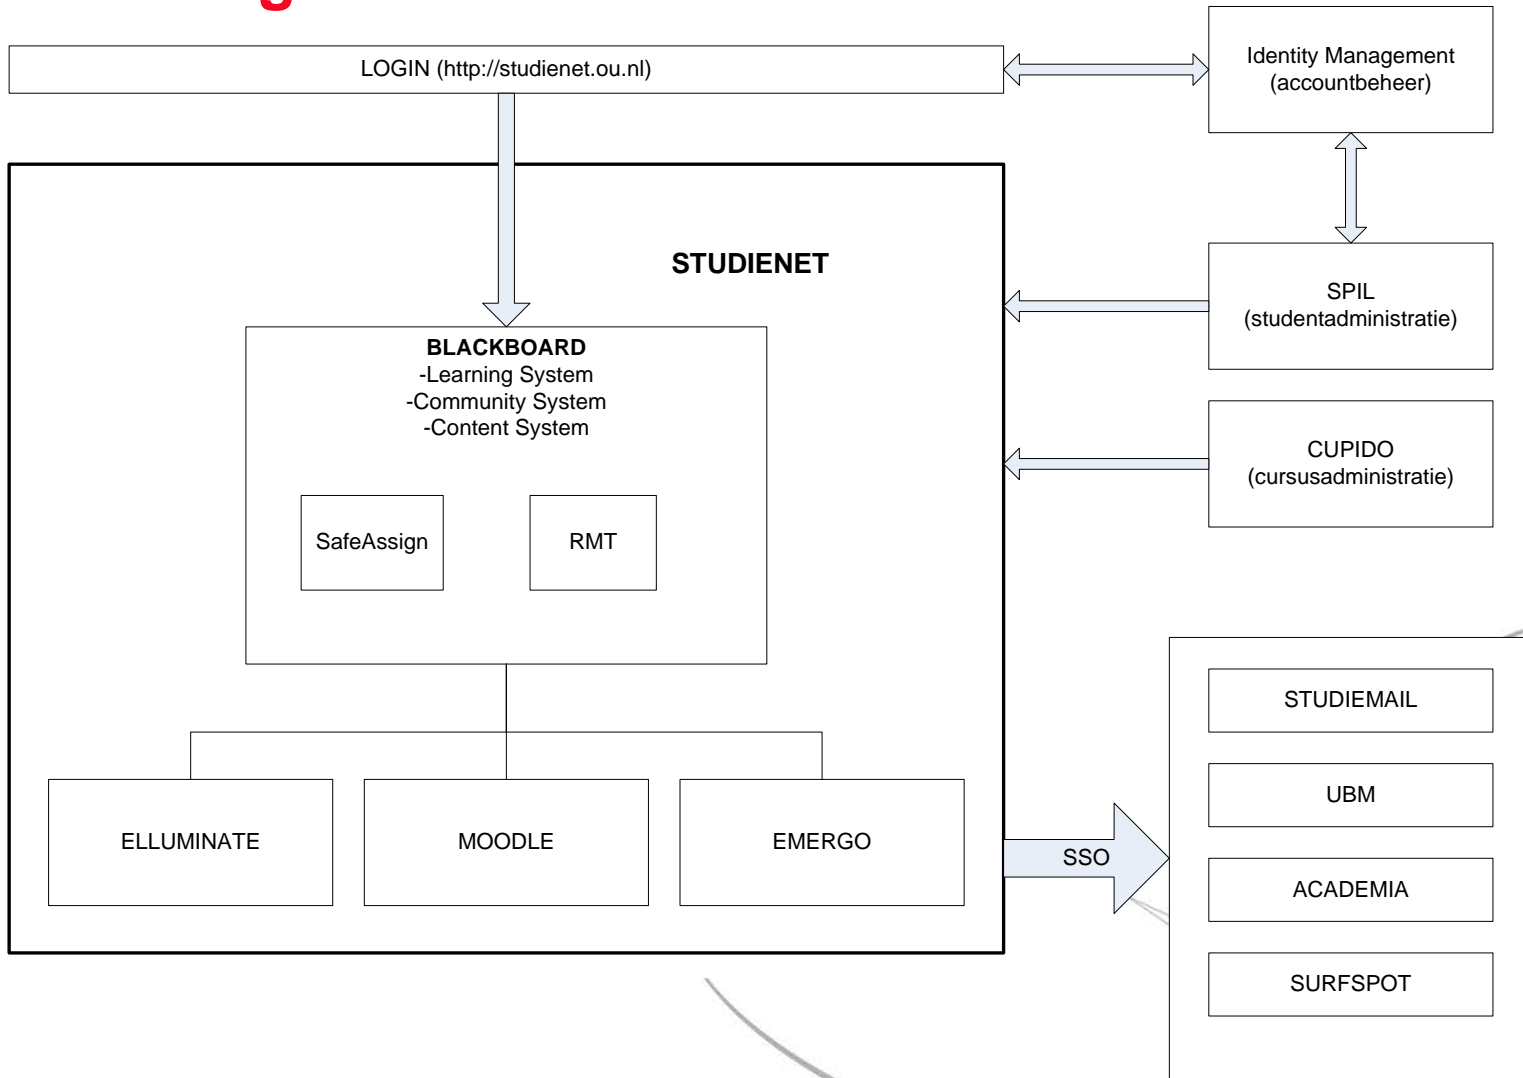 g
LOGIN (http://studienet.ou.nl)
Identity Management
(accountbeheer)
STUDIENET
SPIL
(studentadministratie)
BLACKBOARD
-Learning System
-Community System
-Content System
CUPIDO
(cursusadministratie)
SafeAssign
RMT
STUDIEMAIL
UBM
ELLUMINATE
MOODLE
EMERGO
SSO
ACADEMIA
SURFSPOT